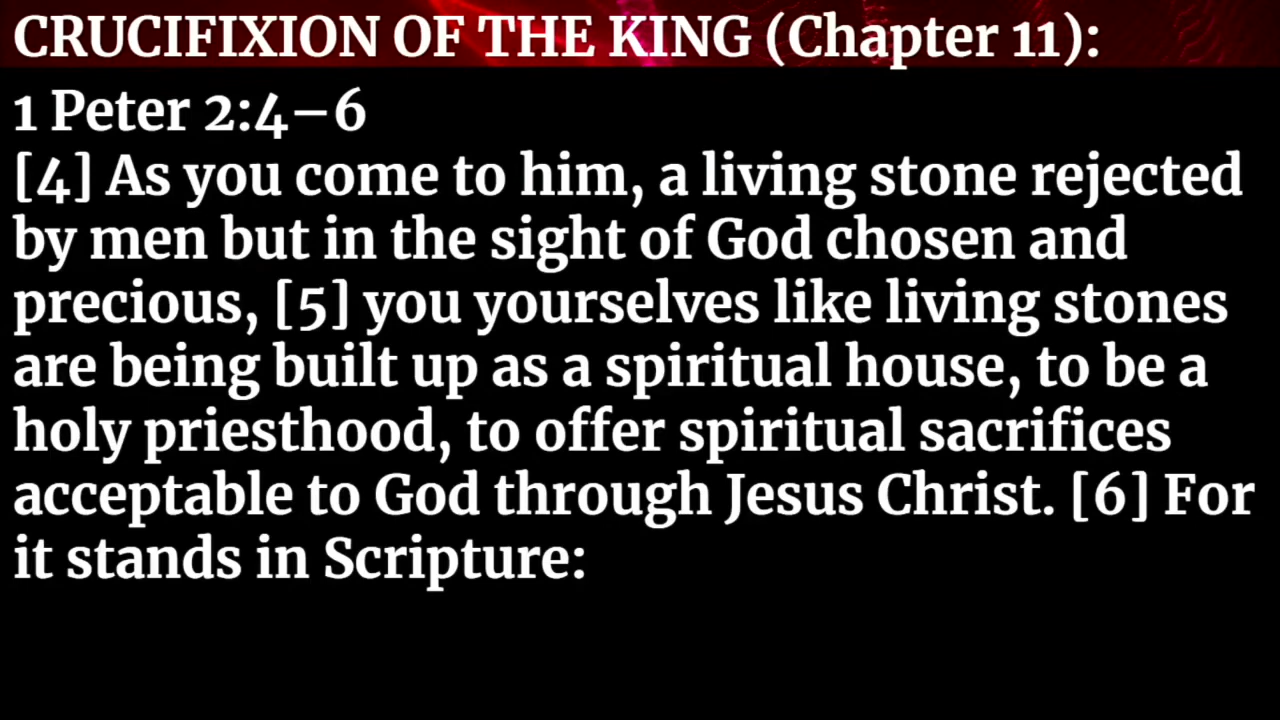 CRUCIFIXION OF THE KING (Chapter 11):
1 Peter 2:4–6
[4] As you come to him, a living stone rejected
by men but in the sight of God chosen and
precious, [5] you yourselves like living stones
are being built up as a spiritual house, to be a
holy priesthood, to offer spiritual sacrifices
acceptable to God through Jesus Christ. [6] For
it stands in Scripture: